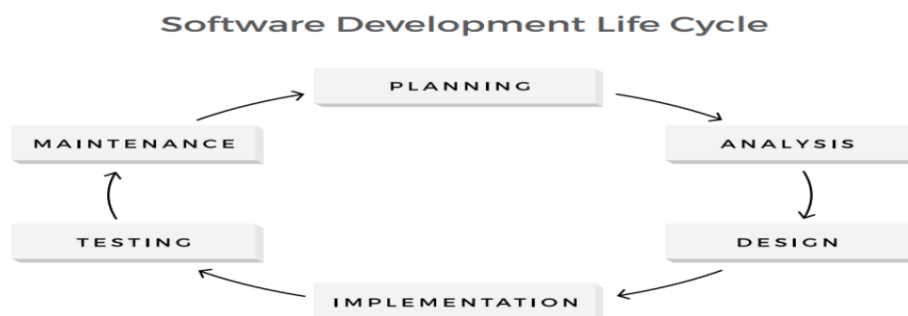 Software Development Life Cycle
PLANNING
ANALYSIS
DESIGN
IMPLEMENTATION
TESTING
MAINTENANCE